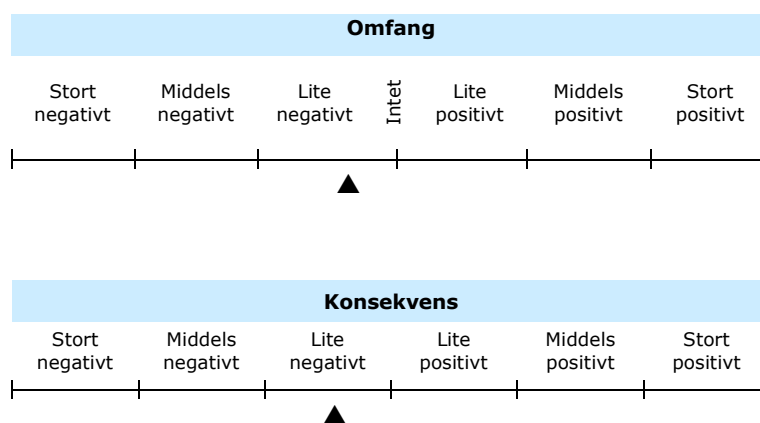 Omfang
Stort Middels Lite Intet Lite Middels Stort
negativt negativt negativt positivt positivt positivt
Konsekvens
Stort Middels Lite Lite Middels Stort
negativt negativt negativt positivt positivt positivt